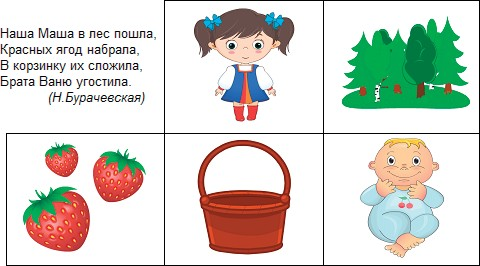 Наша Маша в лес пошла,
Красных ягод набрала,
В корзинку их сложила,
Брата Ваню угостила.
(Н.Бурачевская)